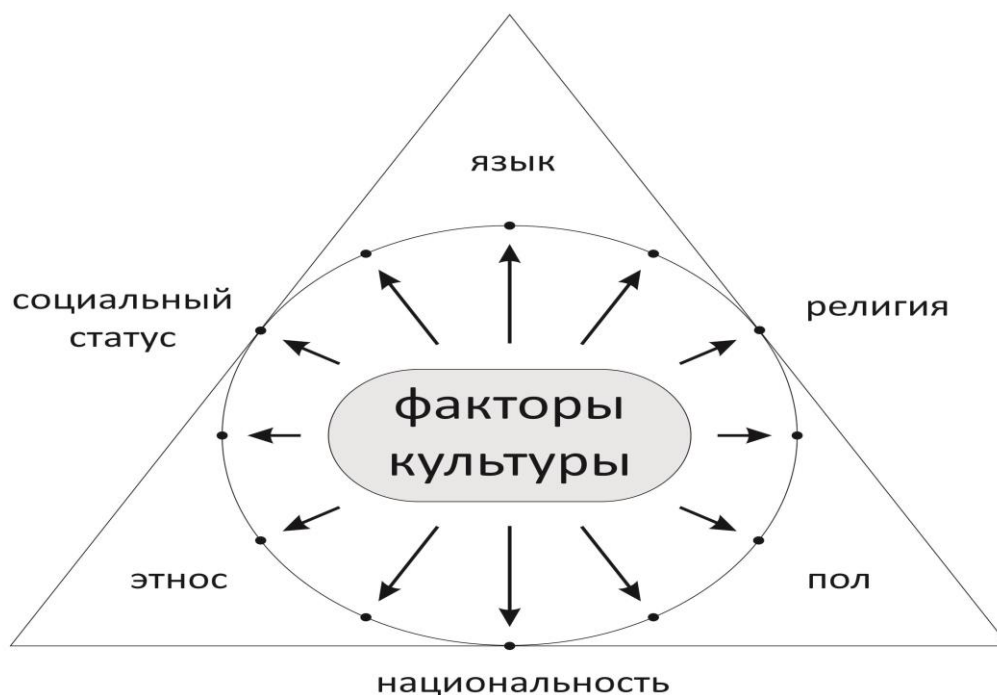 язык
социальный
статус
религия
факторы
культуры
этнос
пол
национальность